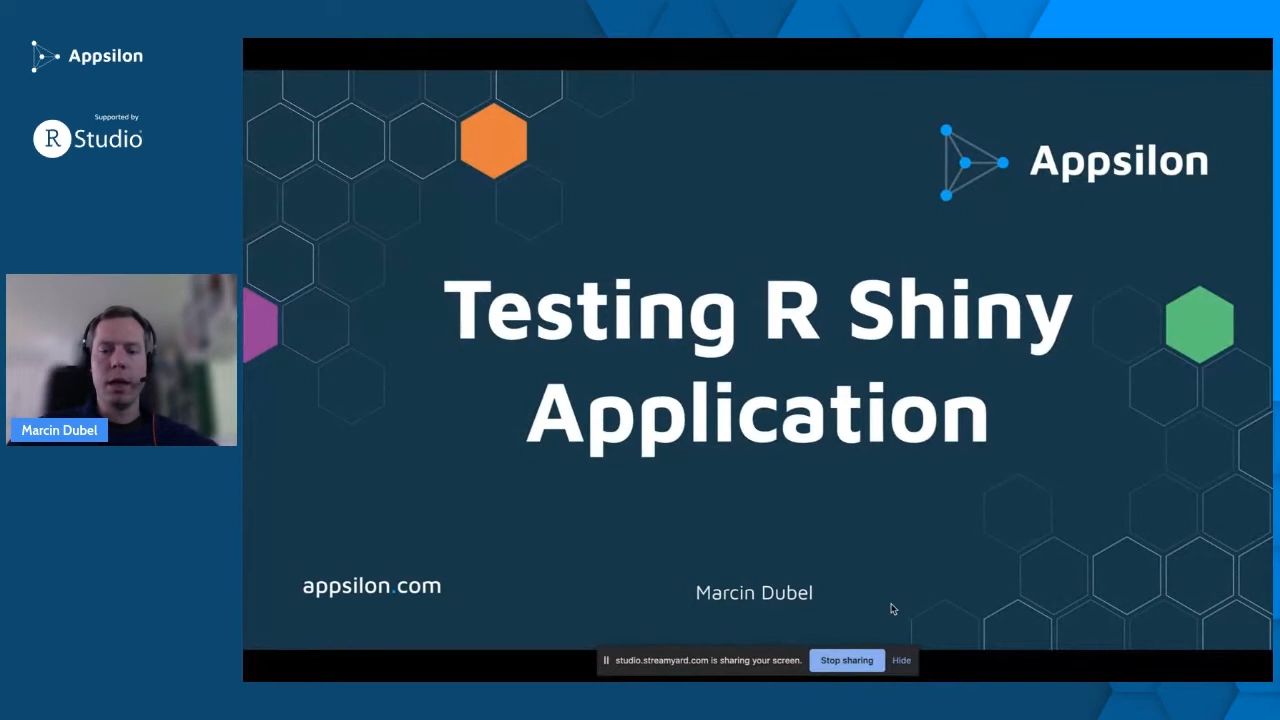 Appsilon
Supported by
R Studio
Marcin Dubel
Appsilon
Testing R Shiny
Application
appsilon.com
Marcin Dubel
studio.streamyard.com is sharing your screen.
Stop sharing
Hide